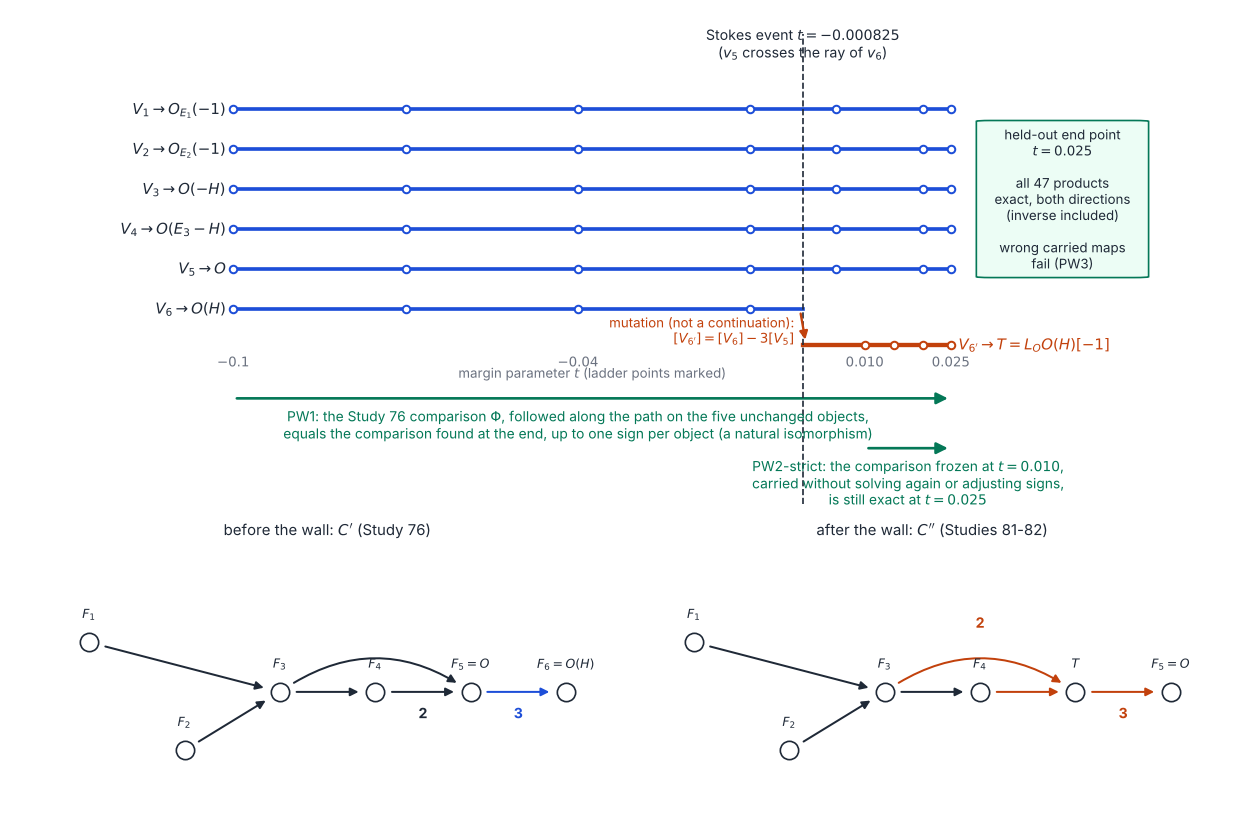 Stokes event t = −0.000825
(v₅ crosses the ray of v₆)
V₁ → O_{E₁}(−1)
V₂ → O_{E₂}(−1)
V₃ → O(−H)
V₄ → O(E₃ − H)
V₅ → O
V₆ → O(H)
held-out end point
t = 0.025
all 47 products
exact, both directions
(inverse included)
wrong carried maps
fail (PW3)
mutation (not a continuation):
[V₆′] = [V₆] − 3[V₅]
V₆′ → T = L_O O(H)[−1]
−0.1
−0.04
0.010
0.025
margin parameter t (ladder points marked)
PW1: the Study 76 comparison Φ, followed along the path on the five unchanged objects,
equals the comparison found at the end, up to one sign per object (a natural isomorphism)
PW2-strict: the comparison frozen at t = 0.010,
carried without solving again or adjusting signs,
is still exact at t = 0.025
before the wall: C′ (Study 76)
F₁
F₂
F₃
F₄
F₅ = O
F₆ = O(H)
2
3
after the wall: C″ (Studies 81-82)
2
F₁
F₂
F₃
F₄
T
F₅ = O
3